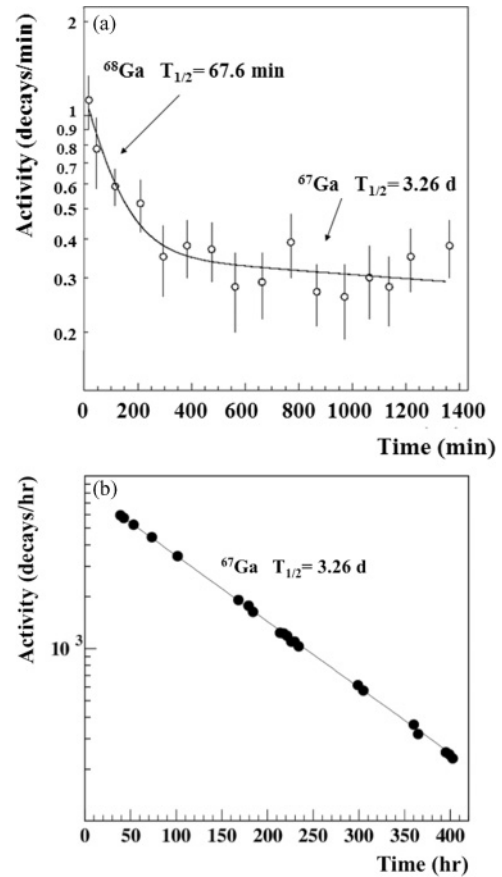 (a)
2
⁶⁸Ga T₁/₂= 67.6 min
1
0.9
0.8
0.7
0.6
0.5
0.4
0.3
0.2
⁶⁷Ga T₁/₂= 3.26 d
Activity (decays/min)
0 200 400 600 800 1000 1200 1400
Time (min)
(b)
⁶⁷Ga T₁/₂= 3.26 d
10³
Activity (decays/hr)
0 50 100 150 200 250 300 350 400
Time (hr)